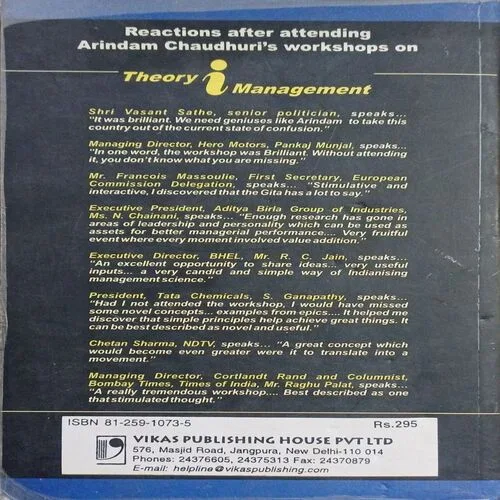 Reactions after attending
Arindam Chaudhuri's workshops on
Theory i Management
Shri Vasant Sathe, senior politician, speaks...
"It was brilliant. We need geniuses like Arindam to take this
country out of the current state of confusion."
Managing Director, Hero Motors, Pankaj Munjal, speaks...
"In one word, the workshop was Brilliant. Without attending
it, you don't know what you are missing."
Mr. Francois Massoulie, First Secretary, European
Commission Delegation, speaks... "Stimulative and
interactive, I discovered that the Gita has a lot to say."
Executive President, Aditya Birla Group of Industries,
Ms. N. Chainani, speaks... "Enough research has gone in
areas of leadership and personality which can be used as
assets for better managerial performance.... Very fruitful
event where every moment involved value addition."
Executive Director, BHEL, Mr. R. C. Jain, speaks...
"An excellent opportunity to share ideas... very useful
inputs... a very candid and simple way of Indianising
management science."
President, Tata Chemicals, S. Ganapathy, speaks...
"Had I not attended the workshop, I would have missed
some novel concepts... examples from epics.... It helped me
discover that simple principles help achieve great things. It
can be best described as novel and useful."
Chetan Sharma, NDTV, speaks... "A great concept which
would become even greater were it to translate into a
movement."
Managing Director, Cortlandt Rand and Columnist,
Bombay Times, Times of India, Mr. Raghu Palat, speaks...
"A really tremendous workshop.... Best described as one
that stimulated thought."
ISBN 81-259-1073-5 Rs.295
VIKAS PUBLISHING HOUSE PVT LTD
576, Masjid Road, Jangpura, New Delhi-110 014
Phones: 24376605, 24375313 Fax: 24370879
E-mail: helpline@vikaspublishing.com